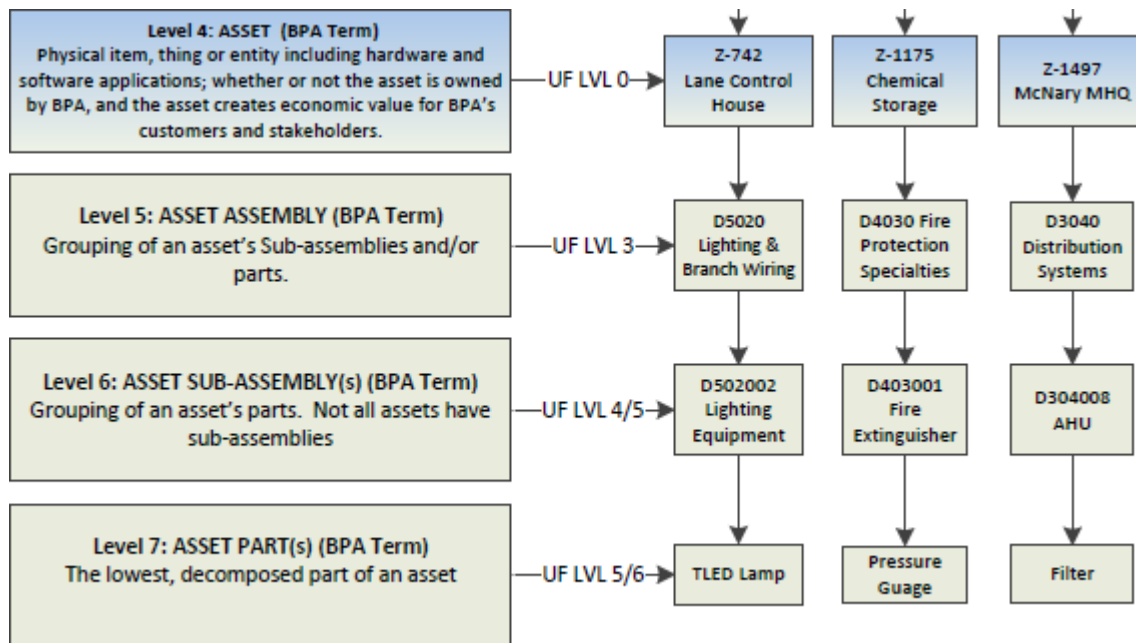 Level 4: ASSET (BPA Term)
Physical item, thing or entity including hardware and
software applications; whether or not the asset is owned
by BPA, and the asset creates economic value for BPA's
customers and stakeholders.
UF LVL 0
Z-742
Lane Control
House
Z-1175
Chemical
Storage
Z-1497
McNary MHQ
Level 5: ASSET ASSEMBLY (BPA Term)
Grouping of an asset's Sub-assemblies and/or
parts.
UF LVL 3
D5020
Lighting &
Branch Wiring
D4030 Fire
Protection
Specialties
D3040
Distribution
Systems
Level 6: ASSET SUB-ASSEMBLY(s) (BPA Term)
Grouping of an asset's parts. Not all assets have
sub-assemblies
UF LVL 4/5
D502002
Lighting
Equipment
D403001
Fire
Extinguisher
D304008
AHU
Level 7: ASSET PART(s) (BPA Term)
The lowest, decomposed part of an asset
UF LVL 5/6
TLED Lamp
Pressure
Guage
Filter